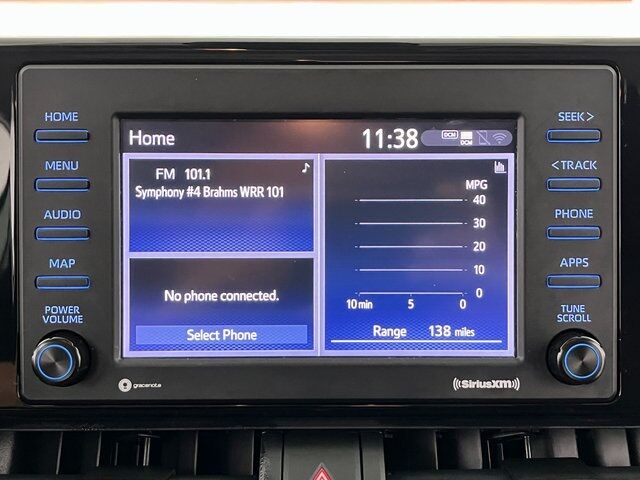 HOME
MENU
AUDIO
MAP
POWER
VOLUME
Home
11:38
DCM
DCM
FM 101.1
Symphony #4 Brahms WRR 101
No phone connected.
Select Phone
MPG
40
30
20
10
0
10 min 5 0
Range 138 miles
SEEK >
< TRACK
PHONE
APPS
TUNE
SCROLL
gracenote
((SiriusXM))